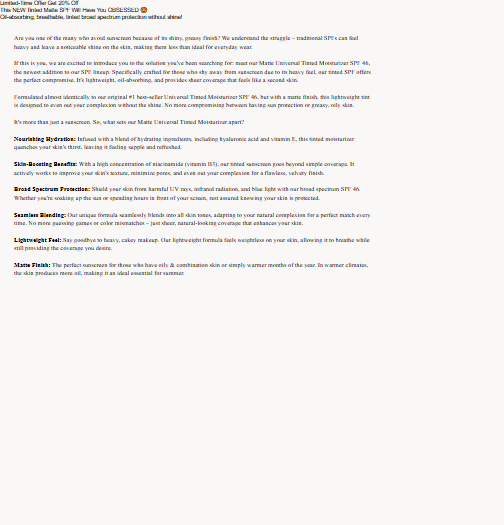 Limited-Time Offer Get 20% Off
This NEW Tinted Matte SPF Will Have You OBSESSED 😍
Oil-absorbing, breathable, tinted broad spectrum protection without shine!
Are you one of the many who avoid sunscreen because of its shiny, greasy finish? We understand the struggle – traditional SPFs can feel
heavy and leave a noticeable shine on the skin, making them less than ideal for everyday wear.
If this is you, we are excited to introduce you to the solution you've been searching for: meet our Matte Universal Tinted Moisturizer SPF 46,
the newest addition to our SPF lineup. Specifically crafted for those who shy away from sunscreen due to its heavy feel, our tinted SPF offers
the perfect compromise. It's lightweight, oil-absorbing, and provides sheer coverage that feels like a second skin.
Formulated almost identically to our original #1 best-seller Universal Tinted Moisturizer SPF 46, but with a matte finish, this lightweight tint
is designed to even out your complexion without the shine. No more compromising between having sun protection or greasy, oily skin.
It's more than just a sunscreen. So, what sets our Matte Universal Tinted Moisturizer apart?
Nourishing Hydration: Infused with a blend of hydrating ingredients, including hyaluronic acid and vitamin E, this tinted moisturizer
quenches your skin's thirst, leaving it feeling supple and refreshed.
Skin-Boosting Benefits: With a high concentration of niacinamide (vitamin B3), our tinted sunscreen goes beyond simple coverage. It
actively works to improve your skin's texture, minimize pores, and even out your complexion for a flawless, velvety finish.
Broad Spectrum Protection: Shield your skin from harmful UV rays, infrared radiation, and blue light with our broad spectrum SPF 46.
Whether you're soaking up the sun or spending hours in front of your screen, rest assured knowing your skin is protected.
Seamless Blending: Our unique formula seamlessly blends into all skin tones, adapting to your natural complexion for a perfect match every
time. No more guessing games or color mismatches – just sheer, natural-looking coverage that enhances your skin.
Lightweight Feel: Say goodbye to heavy, cakey makeup. Our lightweight formula feels weightless on your skin, allowing it to breathe while
still providing the coverage you desire.
Matte Finish: The perfect sunscreen for those who have oily & combination skin or simply warmer months of the year. In warmer climates,
the skin produces more oil, making it an ideal essential for summer.